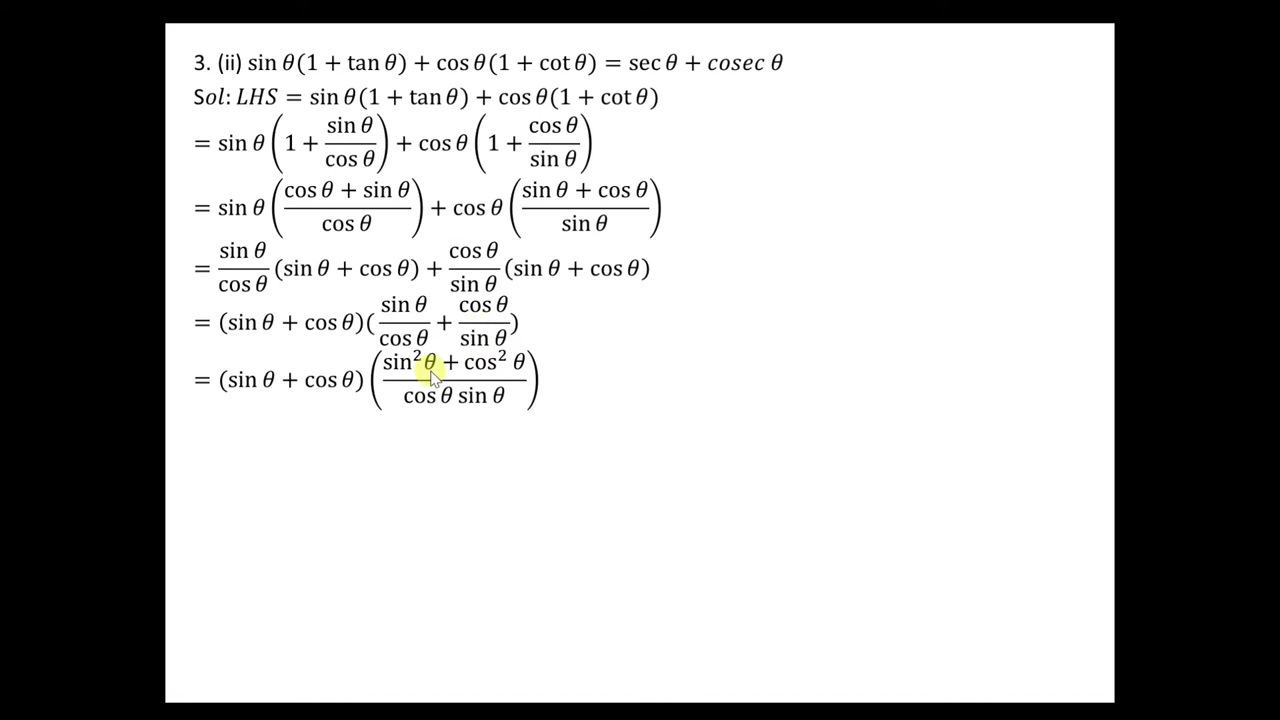 3. (ii) sin θ(1 + tan θ) + cos θ(1 + cot θ) = sec θ + cosec θ
Sol: LHS = sin θ(1 + tan θ) + cos θ(1 + cot θ)
= sin θ (1 + sin θ / cos θ) + cos θ (1 + cos θ / sin θ)
= sin θ ((cos θ + sin θ) / cos θ) + cos θ ((sin θ + cos θ) / sin θ)
= sin θ / cos θ (sin θ + cos θ) + cos θ / sin θ (sin θ + cos θ)
= (sin θ + cos θ)(sin θ / cos θ + cos θ / sin θ)
= (sin θ + cos θ) ((sin² θ + cos² θ) / (cos θ sin θ))